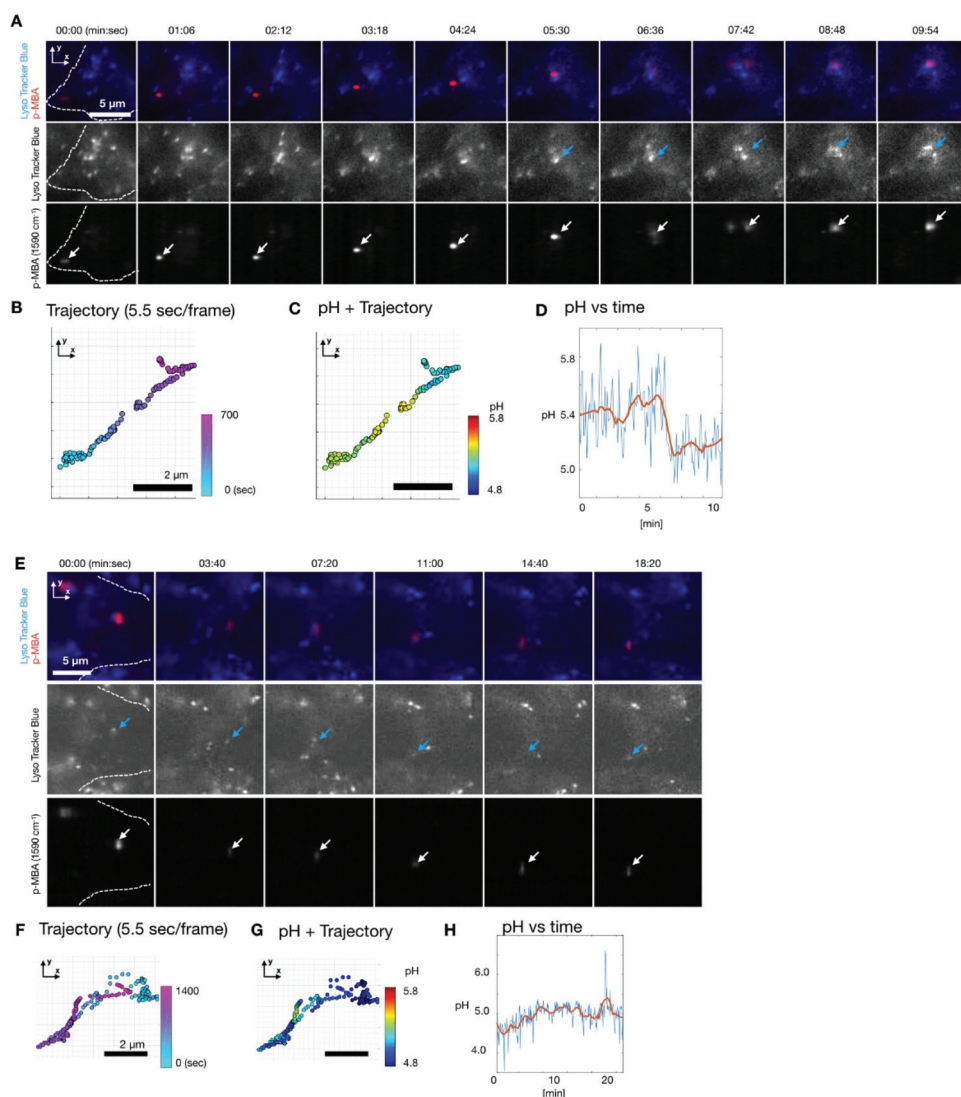 A
00:00 (min:sec) 01:06 02:12 03:18 04:24 05:30 06:36 07:42 08:48 09:54
Lyso Tracker Blue
p-MBA
y
x
5 µm
Lyso Tracker Blue
p-MBA (1590 cm⁻¹)
B Trajectory (5.5 sec/frame)
y
x
700
0 (sec)
2 µm
C pH + Trajectory
y
x
pH
5.8
4.8
D pH vs time
5.8
pH 5.4
5.0
0 5 10
[min]
E
00:00 (min:sec) 03:40 07:20 11:00 14:40 18:20
Lyso Tracker Blue
p-MBA
y
x
5 µm
Lyso Tracker Blue
p-MBA (1590 cm⁻¹)
F Trajectory (5.5 sec/frame)
y
x
1400
0 (sec)
2 µm
G pH + Trajectory
y
x
pH
5.8
4.8
H pH vs time
6.0
pH
5.0
4.0
0 10 20
[min]